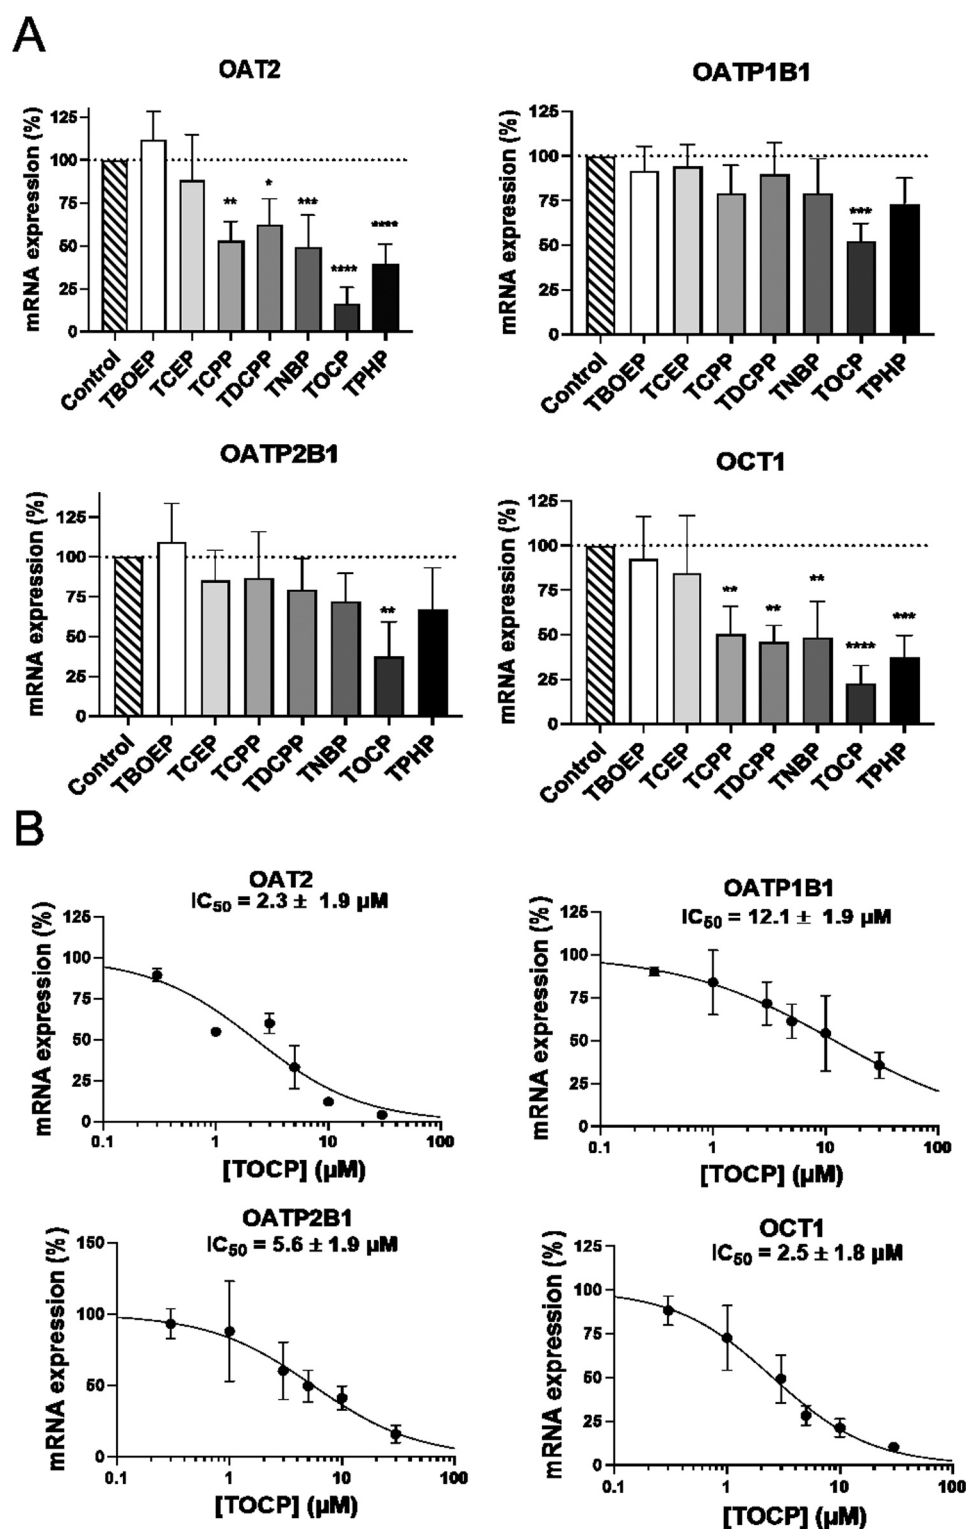 A
OAT2
mRNA expression (%)
125
100
75
50
25
0
** * *** **** ****
Control TBOEP TCEP TCPP TDCPP TNBP TOCP TPHP
OATP1B1
mRNA expression (%)
125
100
75
50
25
0
***
Control TBOEP TCEP TCPP TDCPP TNBP TOCP TPHP
OATP2B1
mRNA expression (%)
125
100
75
50
25
0
**
Control TBOEP TCEP TCPP TDCPP TNBP TOCP TPHP
OCT1
mRNA expression (%)
125
100
75
50
25
0
** ** ** **** ***
Control TBOEP TCEP TCPP TDCPP TNBP TOCP TPHP
B
OAT2
IC50 = 2.3 ± 1.9 µM
mRNA expression (%)
125
100
75
50
25
0
0.1 1 10 100
[TOCP] (µM)
OATP1B1
IC50 = 12.1 ± 1.9 µM
mRNA expression (%)
125
100
75
50
25
0
0.1 1 10 100
[TOCP] (µM)
OATP2B1
IC50 = 5.6 ± 1.9 µM
mRNA expression (%)
150
100
50
0
0.1 1 10 100
[TOCP] (µM)
OCT1
IC50 = 2.5 ± 1.8 µM
mRNA expression (%)
125
100
75
50
25
0
0.1 1 10 100
[TOCP] (µM)